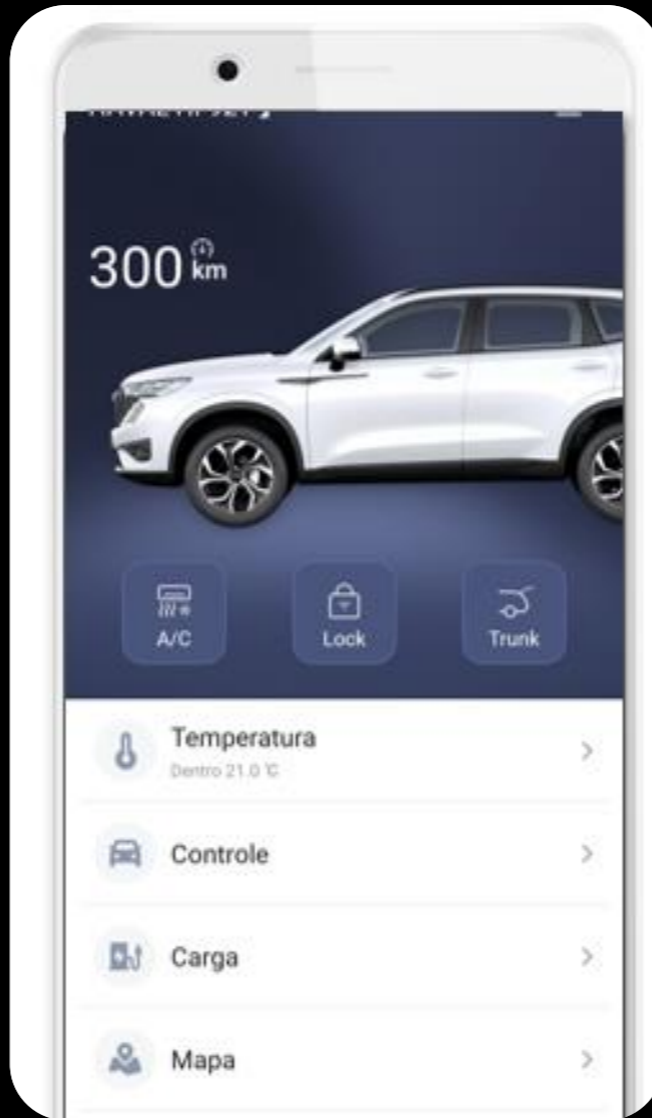 300 km
A/C
Lock
Trunk
Temperatura
Dentro 21.0 °C
Controle
Carga
Mapa